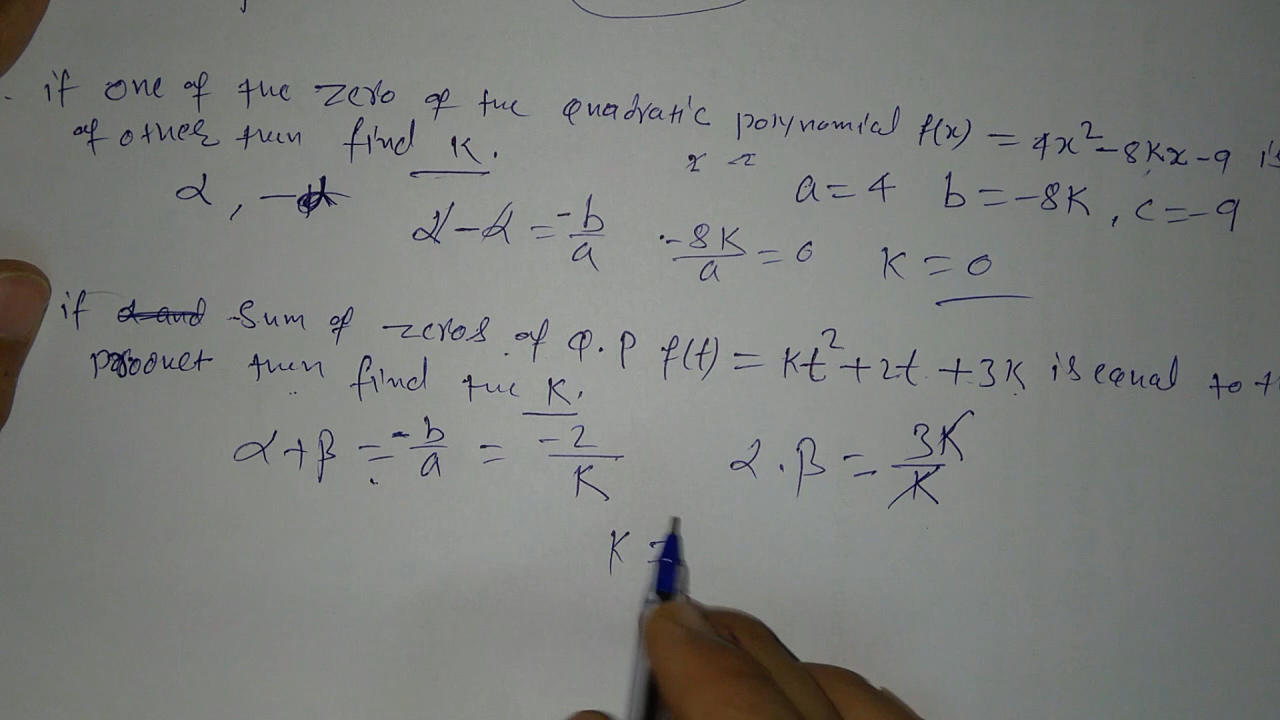 if one of the zero of the quadratic polynomial f(x) = 4x² - 8Kx - 9 is
of other then find K.
α, -α
a = 4 b = -8K, c = -9
α - α = -b/a -8K/a = 0 K = 0
if Sum of zeros of Q.P f(t) = Kt² + 2t + 3K is equal to
product then find the K.
α + β = -b/a = -2/K α . β = 3K/K
K =